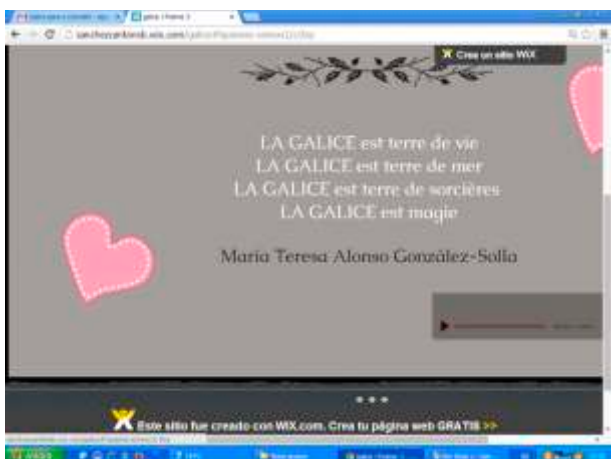 Crea un sitio WIX
LA GALICE est terre de vie
LA GALICE est terre de mer
LA GALICE est terre de sorcières
LA GALICE est magie
María Teresa Alonso González-Solla
Este sitio fue creado con WIX.com. Crea tu página web GRATIS >>